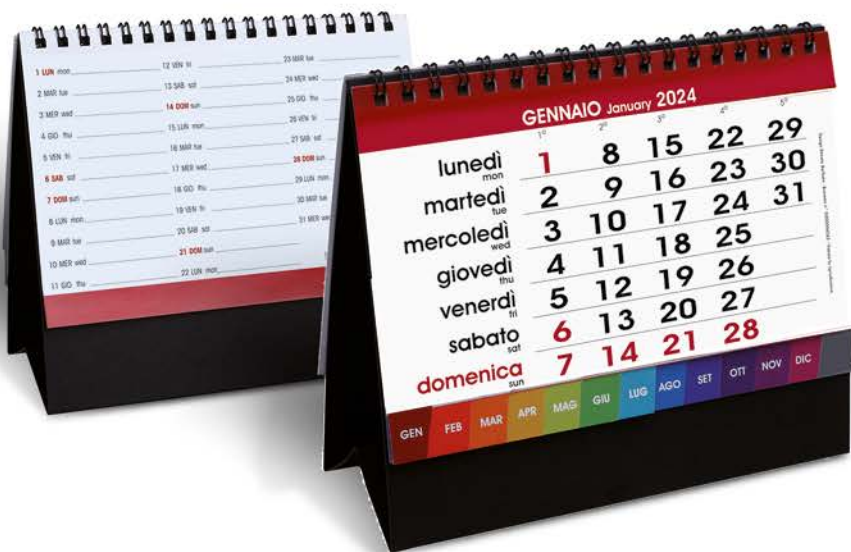 1 LUN mon
2 MAR tue
3 MER wed
4 GIO thu
5 VEN fri
6 SAB sat
7 DOM sun
8 LUN mon
9 MAR tue
10 MER wed
11 GIO thu
12 VEN fri
13 SAB sat
14 DOM sun
15 LUN mon
16 MAR tue
17 MER wed
18 GIO thu
19 VEN fri
20 SAB sat
21 DOM sun
22 LUN mon
23 MAR tue
24 MER wed
25 GIO thu
26 VEN fri
27 SAB sat
28 DOM sun
29 LUN mon
30 MAR tue
31 MER wed
GENNAIO January 2024
1° 2° 3° 4° 5°
lunedì 1 8 15 22 29
mon
martedì 2 9 16 23 30
tue
mercoledì 3 10 17 24 31
wed
giovedì 4 11 18 25
thu
venerdì 5 12 19 26
fri
sabato 6 13 20 27
sat
domenica 7 14 21 28
sun
GEN FEB MAR APR MAG GIU LUG AGO SET OTT NOV DIC